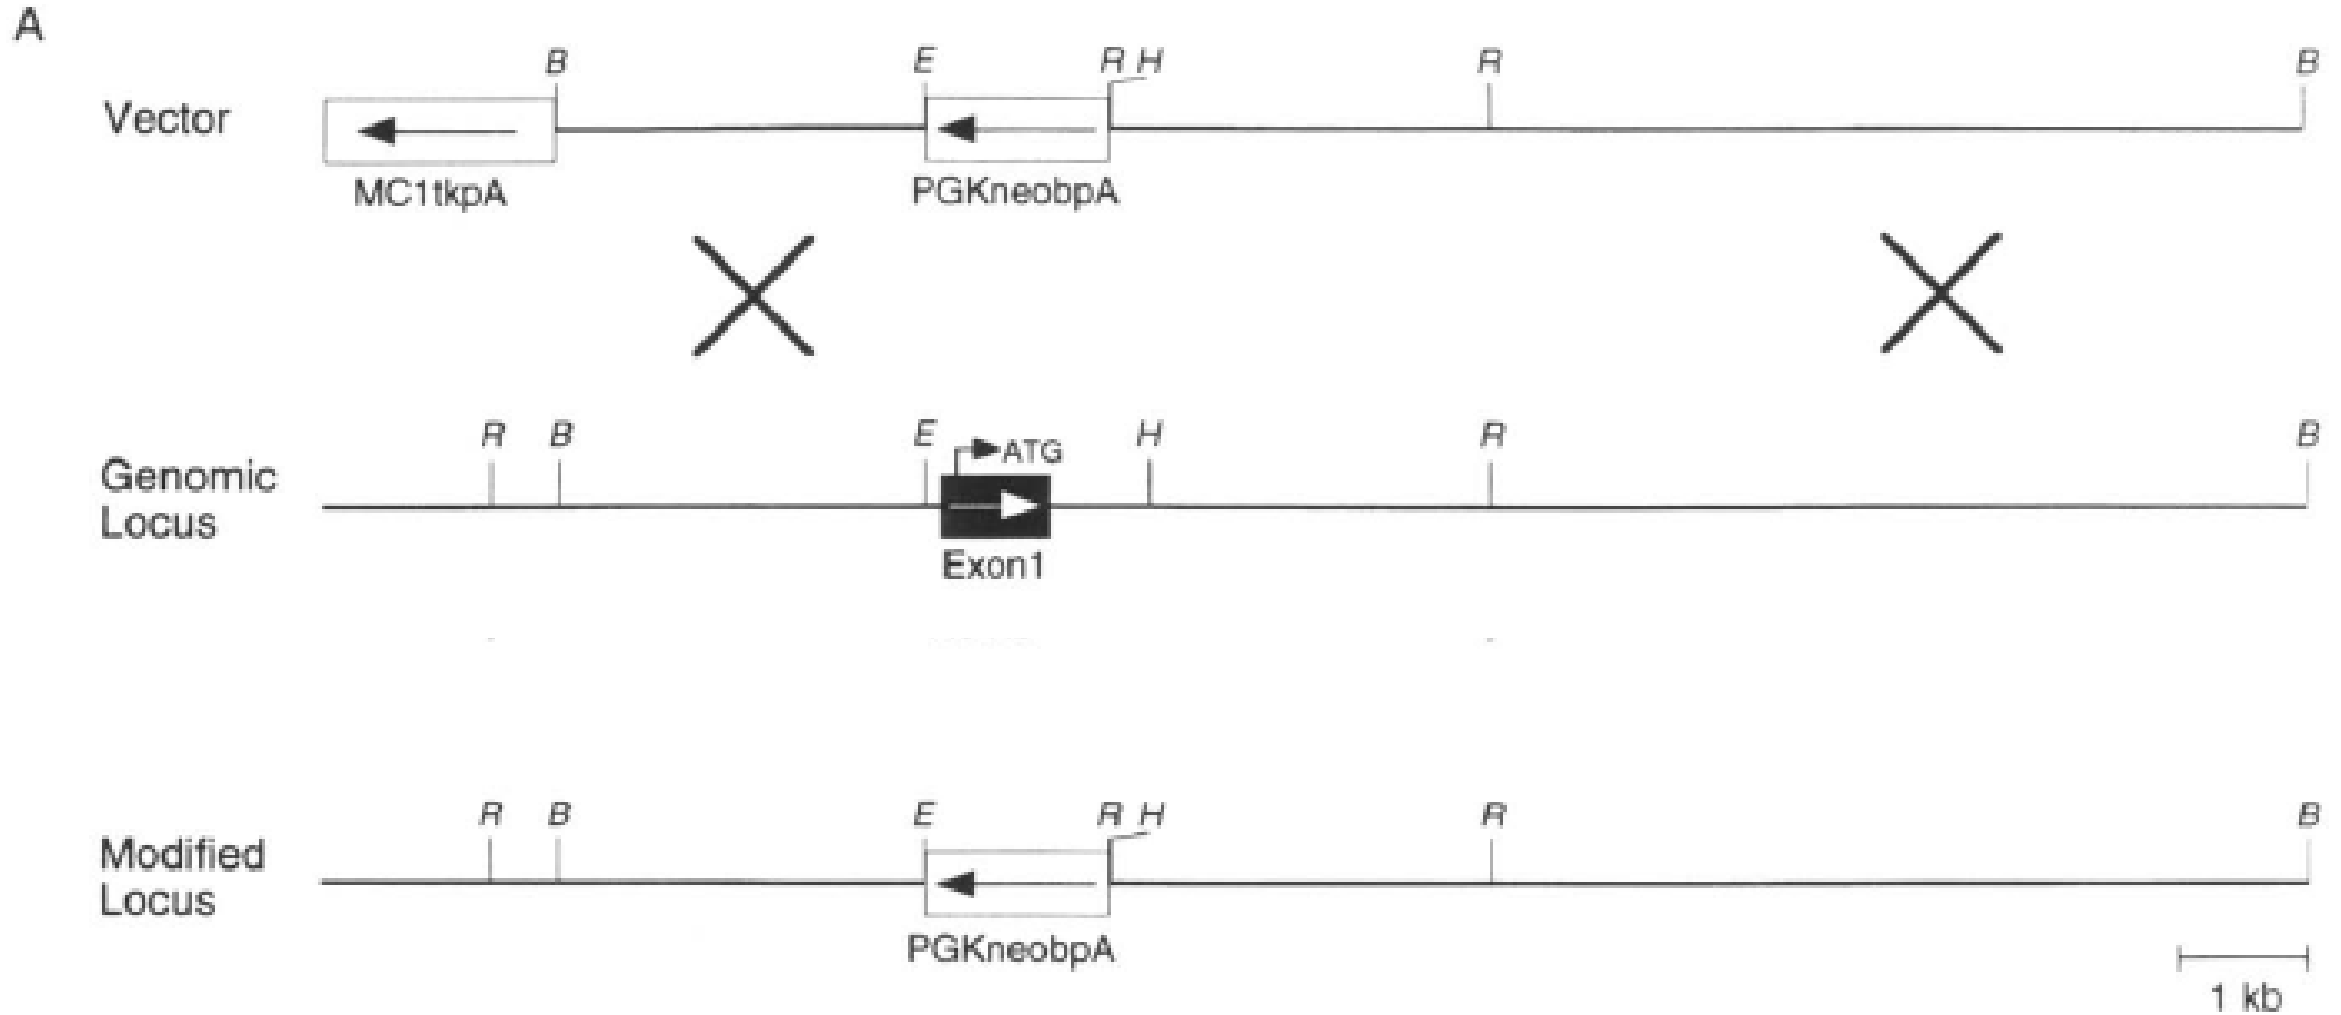 A
B E R H R B
Vector
MC1tkpA PGKneobpA
R B E H R B
ATG
Genomic
Locus
Exon1
R B E R H R B
Modified
Locus
PGKneobpA
1 kb